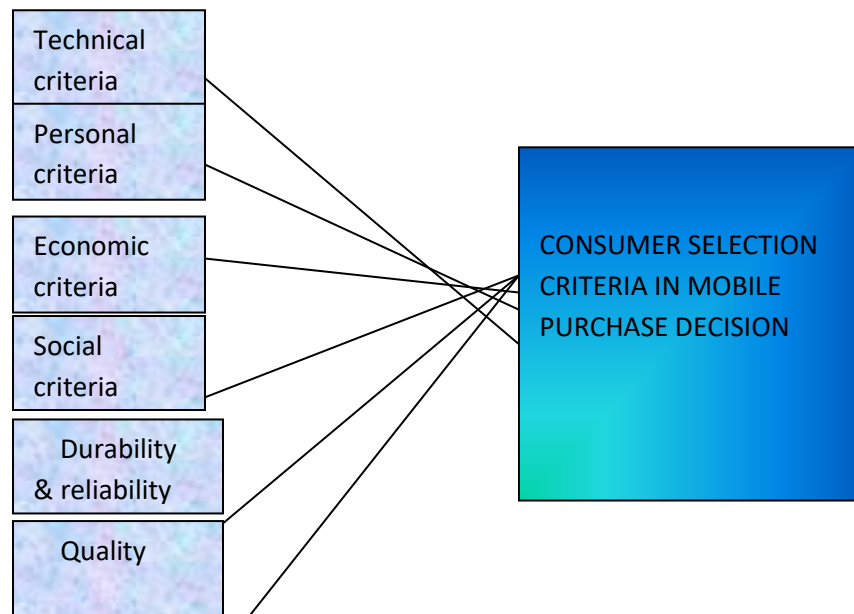 Technical
criteria
Personal
criteria
Economic
criteria
Social
criteria
Durability
& reliability
Quality
CONSUMER SELECTION
CRITERIA IN MOBILE
PURCHASE DECISION